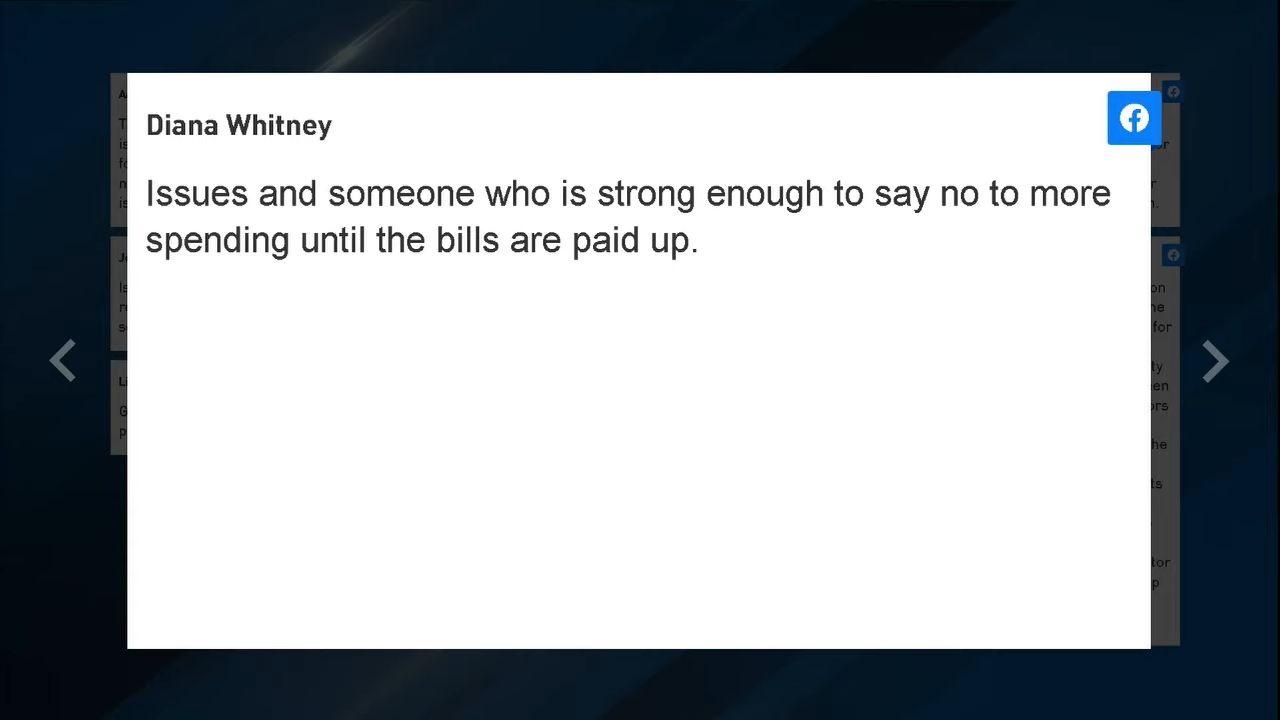 Diana Whitney
Issues and someone who is strong enough to say no to more
spending until the bills are paid up.